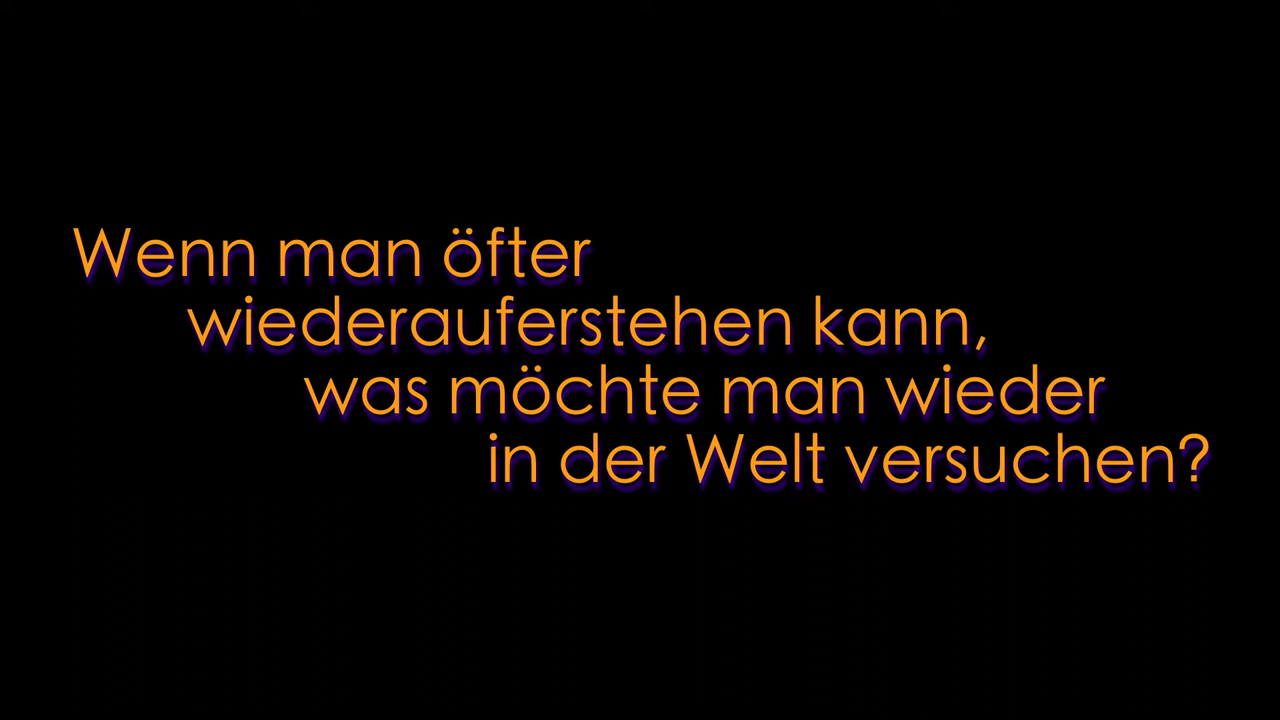 Wenn man öfter
wiederauferstehen kann,
was möchte man wieder
in der Welt versuchen?